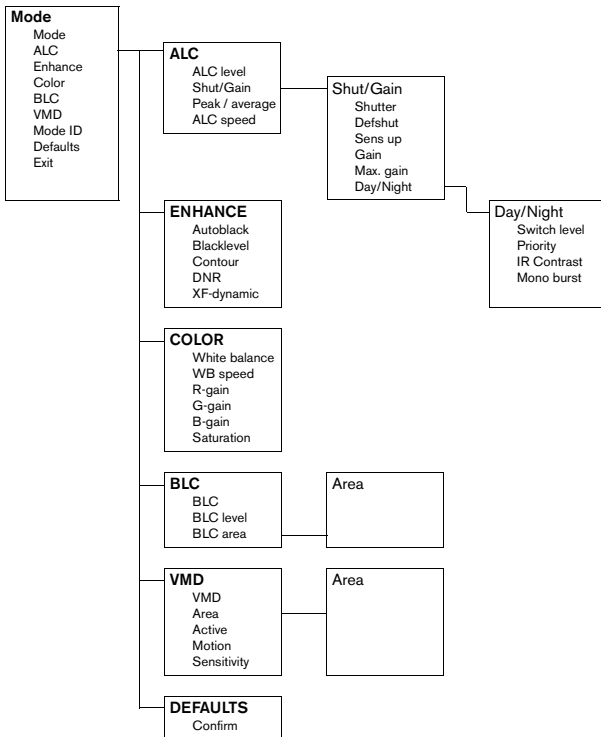 Mode
Mode
ALC
Enhance
Color
BLC
VMD
Mode ID
Defaults
Exit
ALC
ALC level
Shut/Gain
Peak / average
ALC speed
Shut/Gain
Shutter
Defshut
Sens up
Gain
Max. gain
Day/Night
Day/Night
Switch level
Priority
IR Contrast
Mono burst
ENHANCE
Autoblack
Blacklevel
Contour
DNR
XF-dynamic
COLOR
White balance
WB speed
R-gain
G-gain
B-gain
Saturation
BLC
BLC
BLC level
BLC area
Area
VMD
VMD
Area
Active
Motion
Sensitivity
Area
DEFAULTS
Confirm